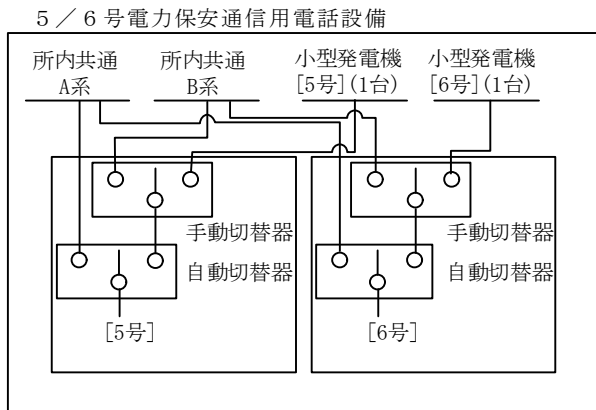 5/6号電力保安通信用電話設備
所内共通 所内共通 小型発電機 小型発電機
A系 B系 [5号](1台) [6号](1台)
手動切替器 手動切替器
自動切替器 自動切替器
[5号] [6号]